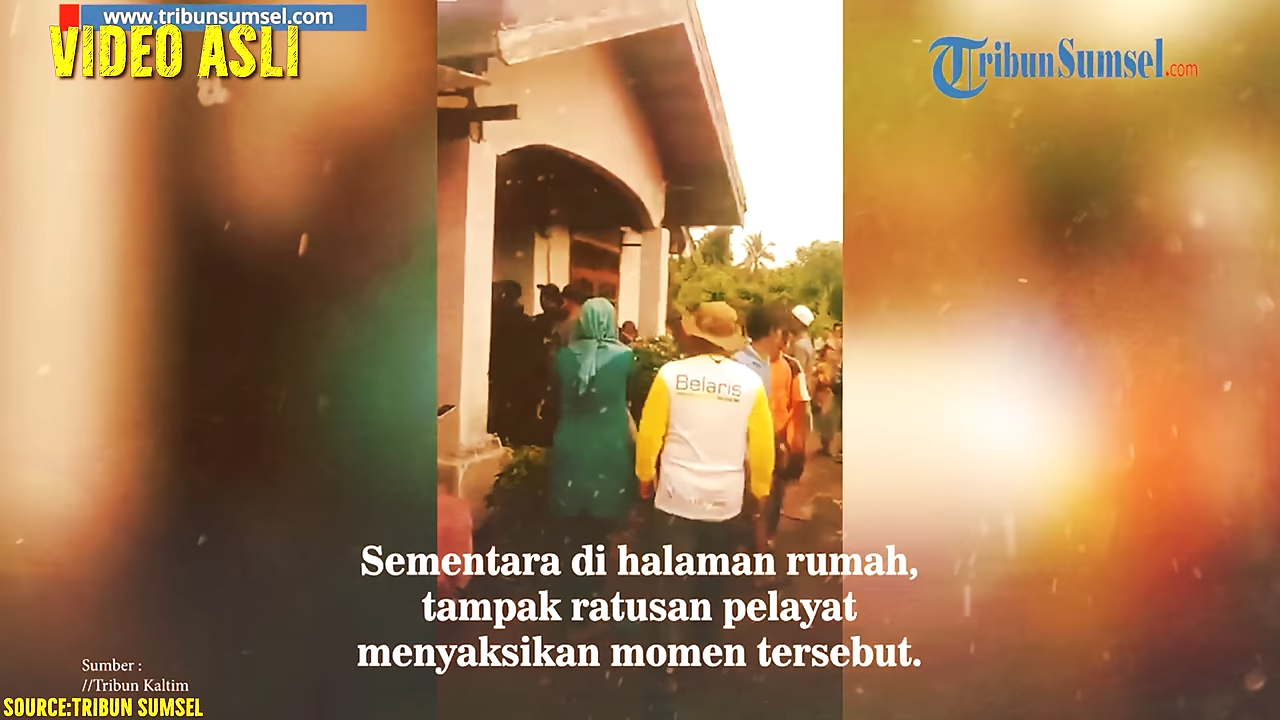 www.tribunsumsel.com
VIDEO ASLI
TribunSumsel.com
Belaris
Sementara di halaman rumah,
tampak ratusan pelayat
menyaksikan momen tersebut.
Sumber :
//Tribun Kaltim
SOURCE:TRIBUN SUMSEL